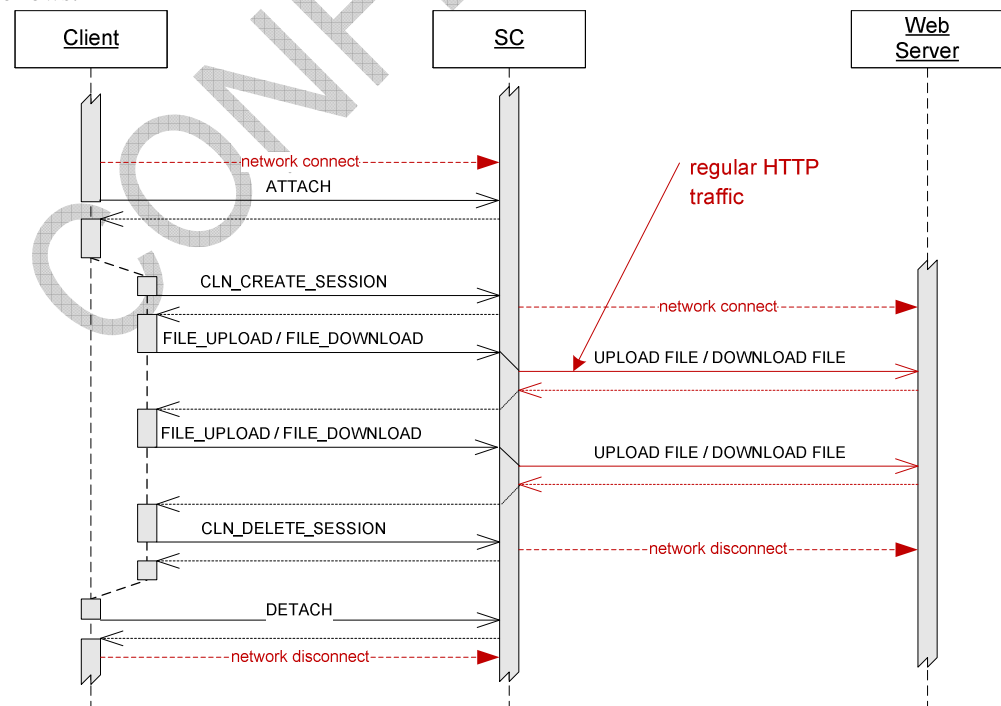 Client
SC
Web
Server
network connect
regular HTTP
traffic
ATTACH
CLN_CREATE_SESSION
network connect
FILE_UPLOAD / FILE_DOWNLOAD
UPLOAD FILE / DOWNLOAD FILE
FILE_UPLOAD / FILE_DOWNLOAD
UPLOAD FILE / DOWNLOAD FILE
CLN_DELETE_SESSION
network disconnect
DETACH
network disconnect